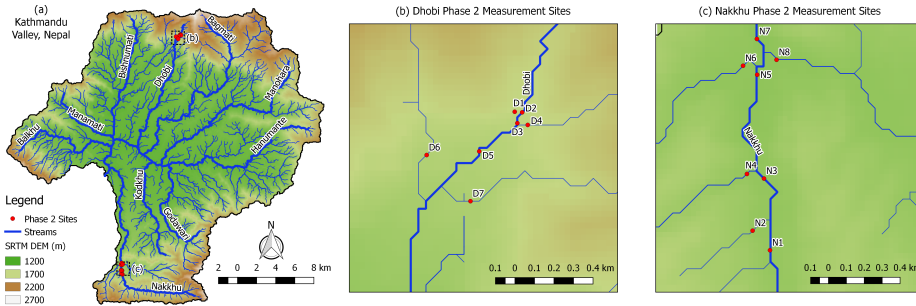 (a)
Kathmandu
Valley, Nepal
Bishnumati
Dhobi
Bagmati
(b)
Manohara
Manamati
Balkhu
Hanumante
Kodkhu
Godawari
(c)
Nakkhu
Legend
Phase 2 Sites
Streams
SRTM DEM (m)
1200
1700
2200
2700
N
2 0 2 4 6 8 km
(b) Dhobi Phase 2 Measurement Sites
Dhobi
D1
D2
D3
D4
D5
D6
D7
0.1 0 0.1 0.2 0.3 0.4 km
(c) Nakkhu Phase 2 Measurement Sites
N7
N8
N6
N5
Nakkhu
N4
N3
N2
N1
0.1 0 0.1 0.2 0.3 0.4 km